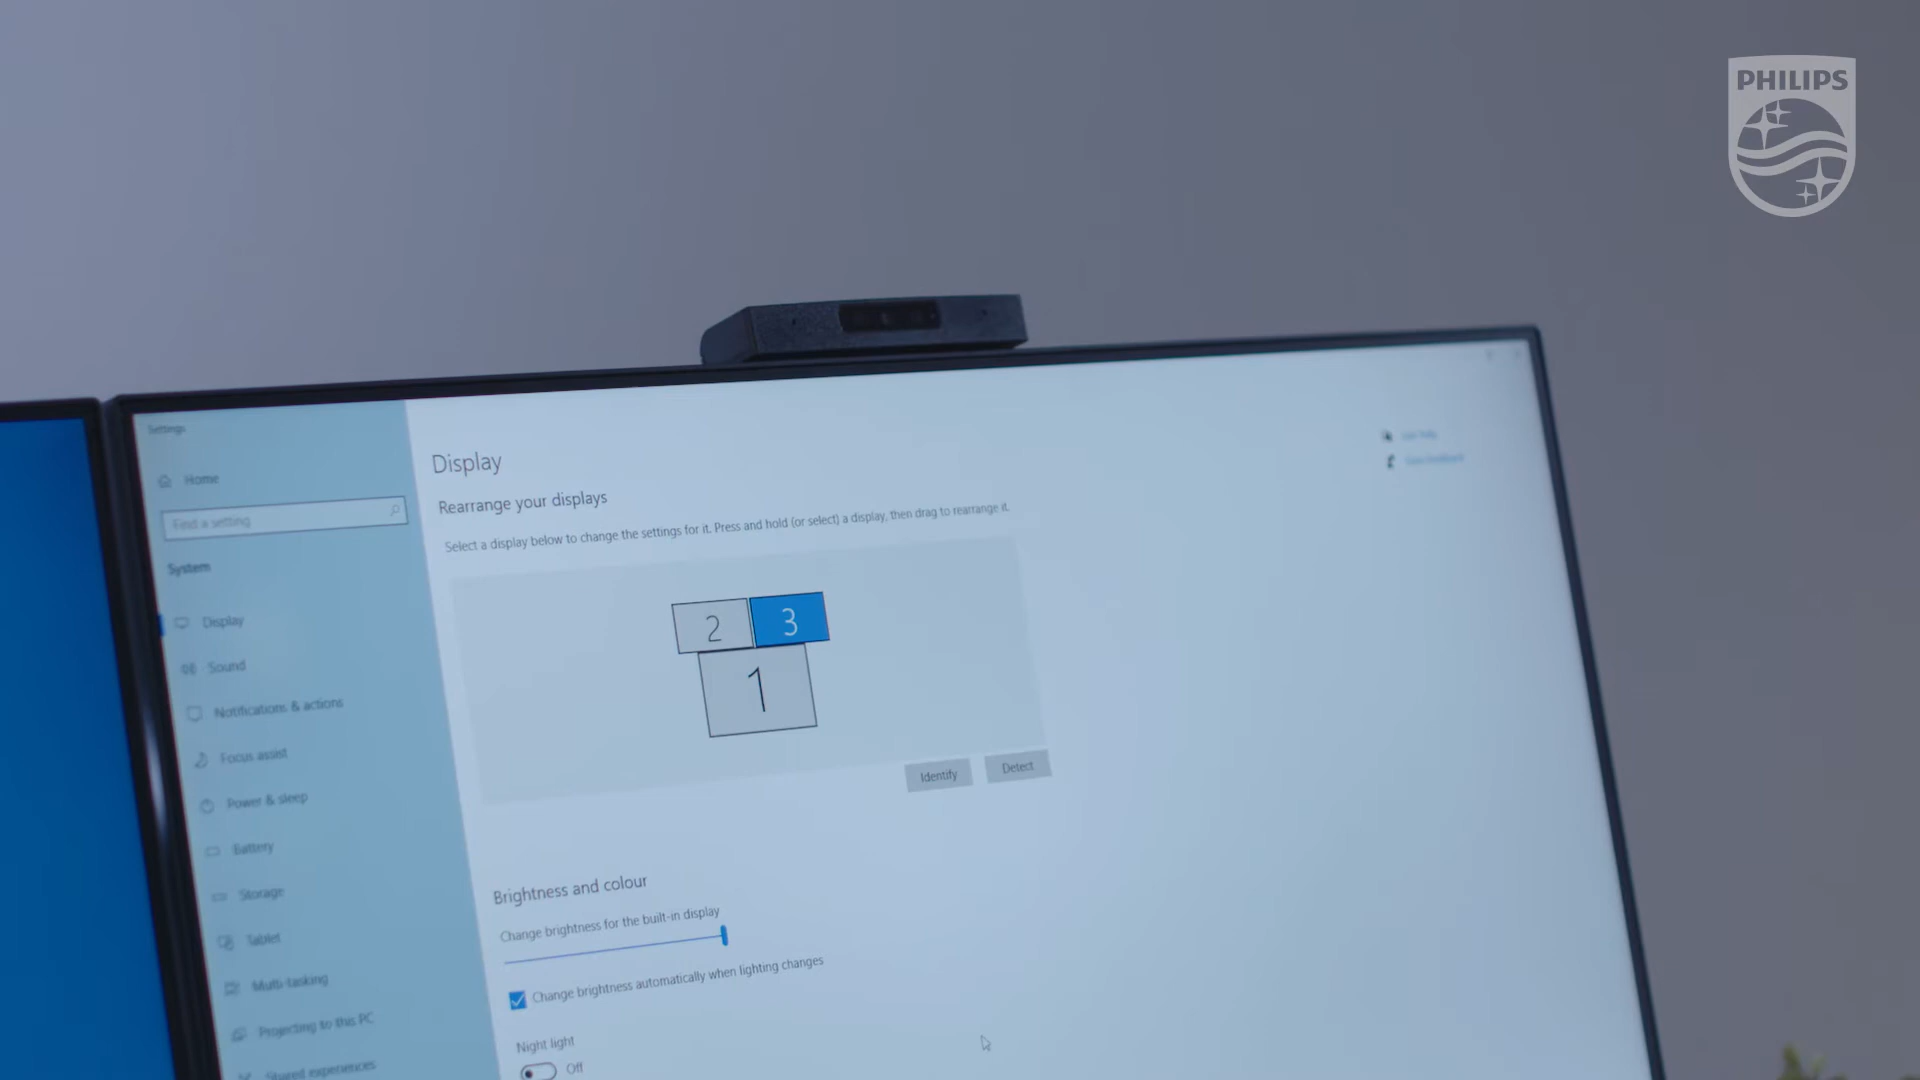 PHILIPS
Settings
Home
Find a setting
System
Display
Sound
Notifications & actions
Focus assist
Power & sleep
Battery
Storage
Tablet
Multi-tasking
Projecting to this PC
Shared experiences
Display
Rearrange your displays
Select a display below to change the settings for it. Press and hold (or select) a display, then drag to rearrange it.
2
3
1
Identify
Detect
Brightness and colour
Change brightness for the built-in display
Change brightness automatically when lighting changes
Night light
Off